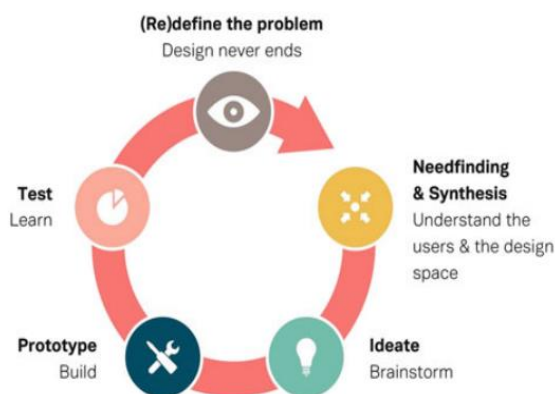 (Re)define the problem
Design never ends
Needfinding
& Synthesis
Understand the
users & the design
space
Ideate
Brainstorm
Prototype
Build
Test
Learn